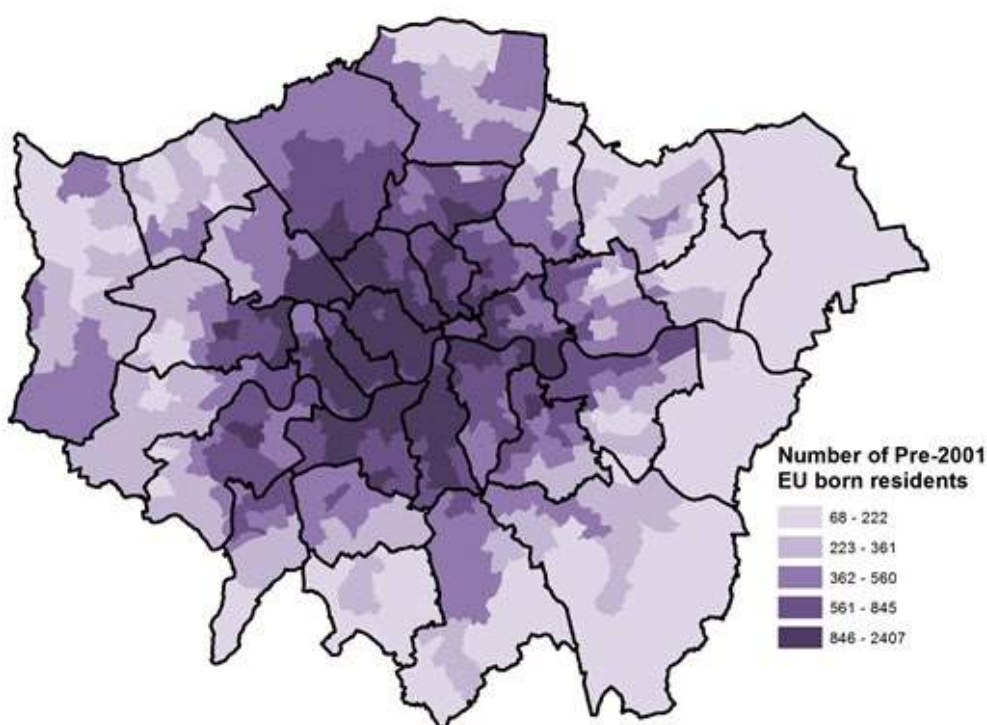 Number of Pre-2001
EU born residents
68 - 222
223 - 361
362 - 560
561 - 845
846 - 2407